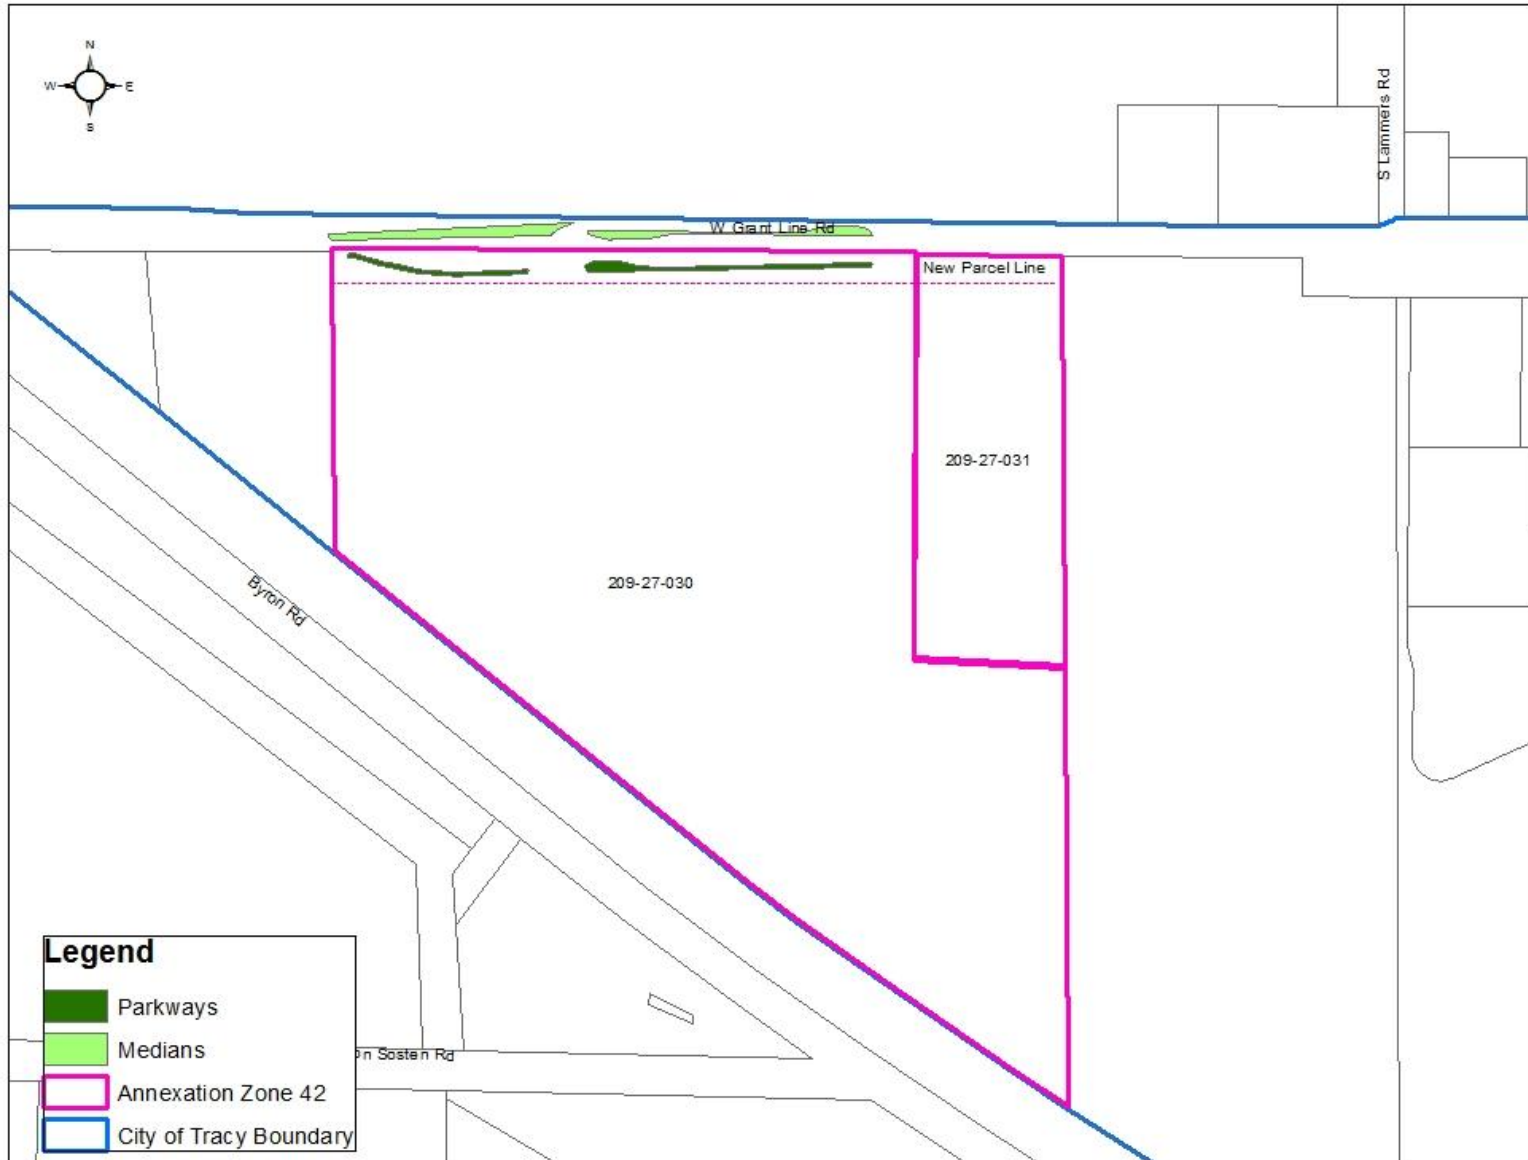 N
W E
S
S Lammers Rd
W Grant Line Rd
New Parcel Line
209-27-031
209-27-030
Byron Rd
Legend
Parkways
Medians
Annexation Zone 42
City of Tracy Boundary
Sosten Rd